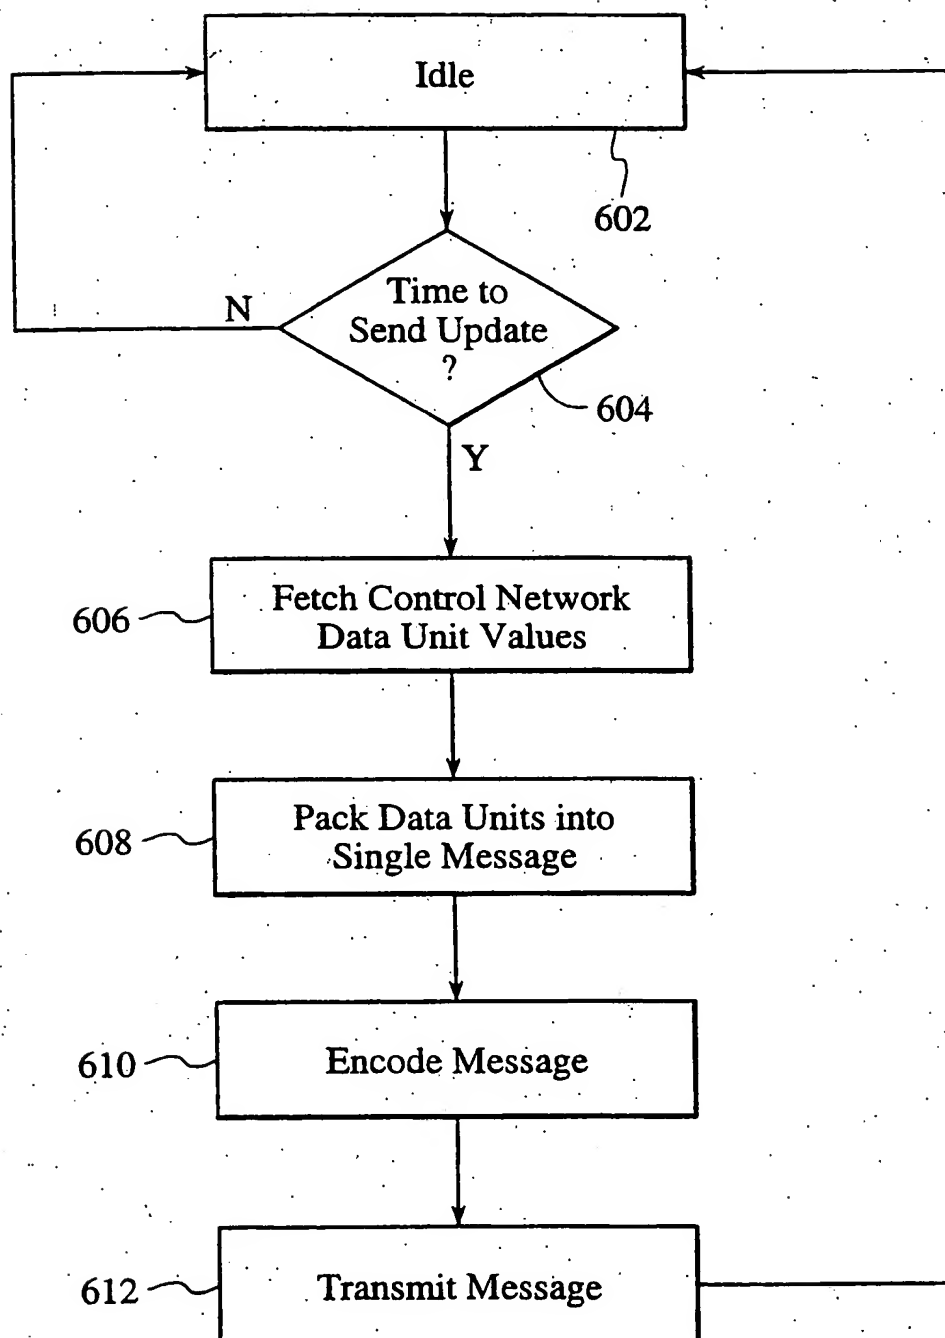 Idle
602
Time to
Send Update
?
N
604
Y
Fetch Control Network
Data Unit Values
606
Pack Data Units into
Single Message
608
Encode Message
610
Transmit Message
612